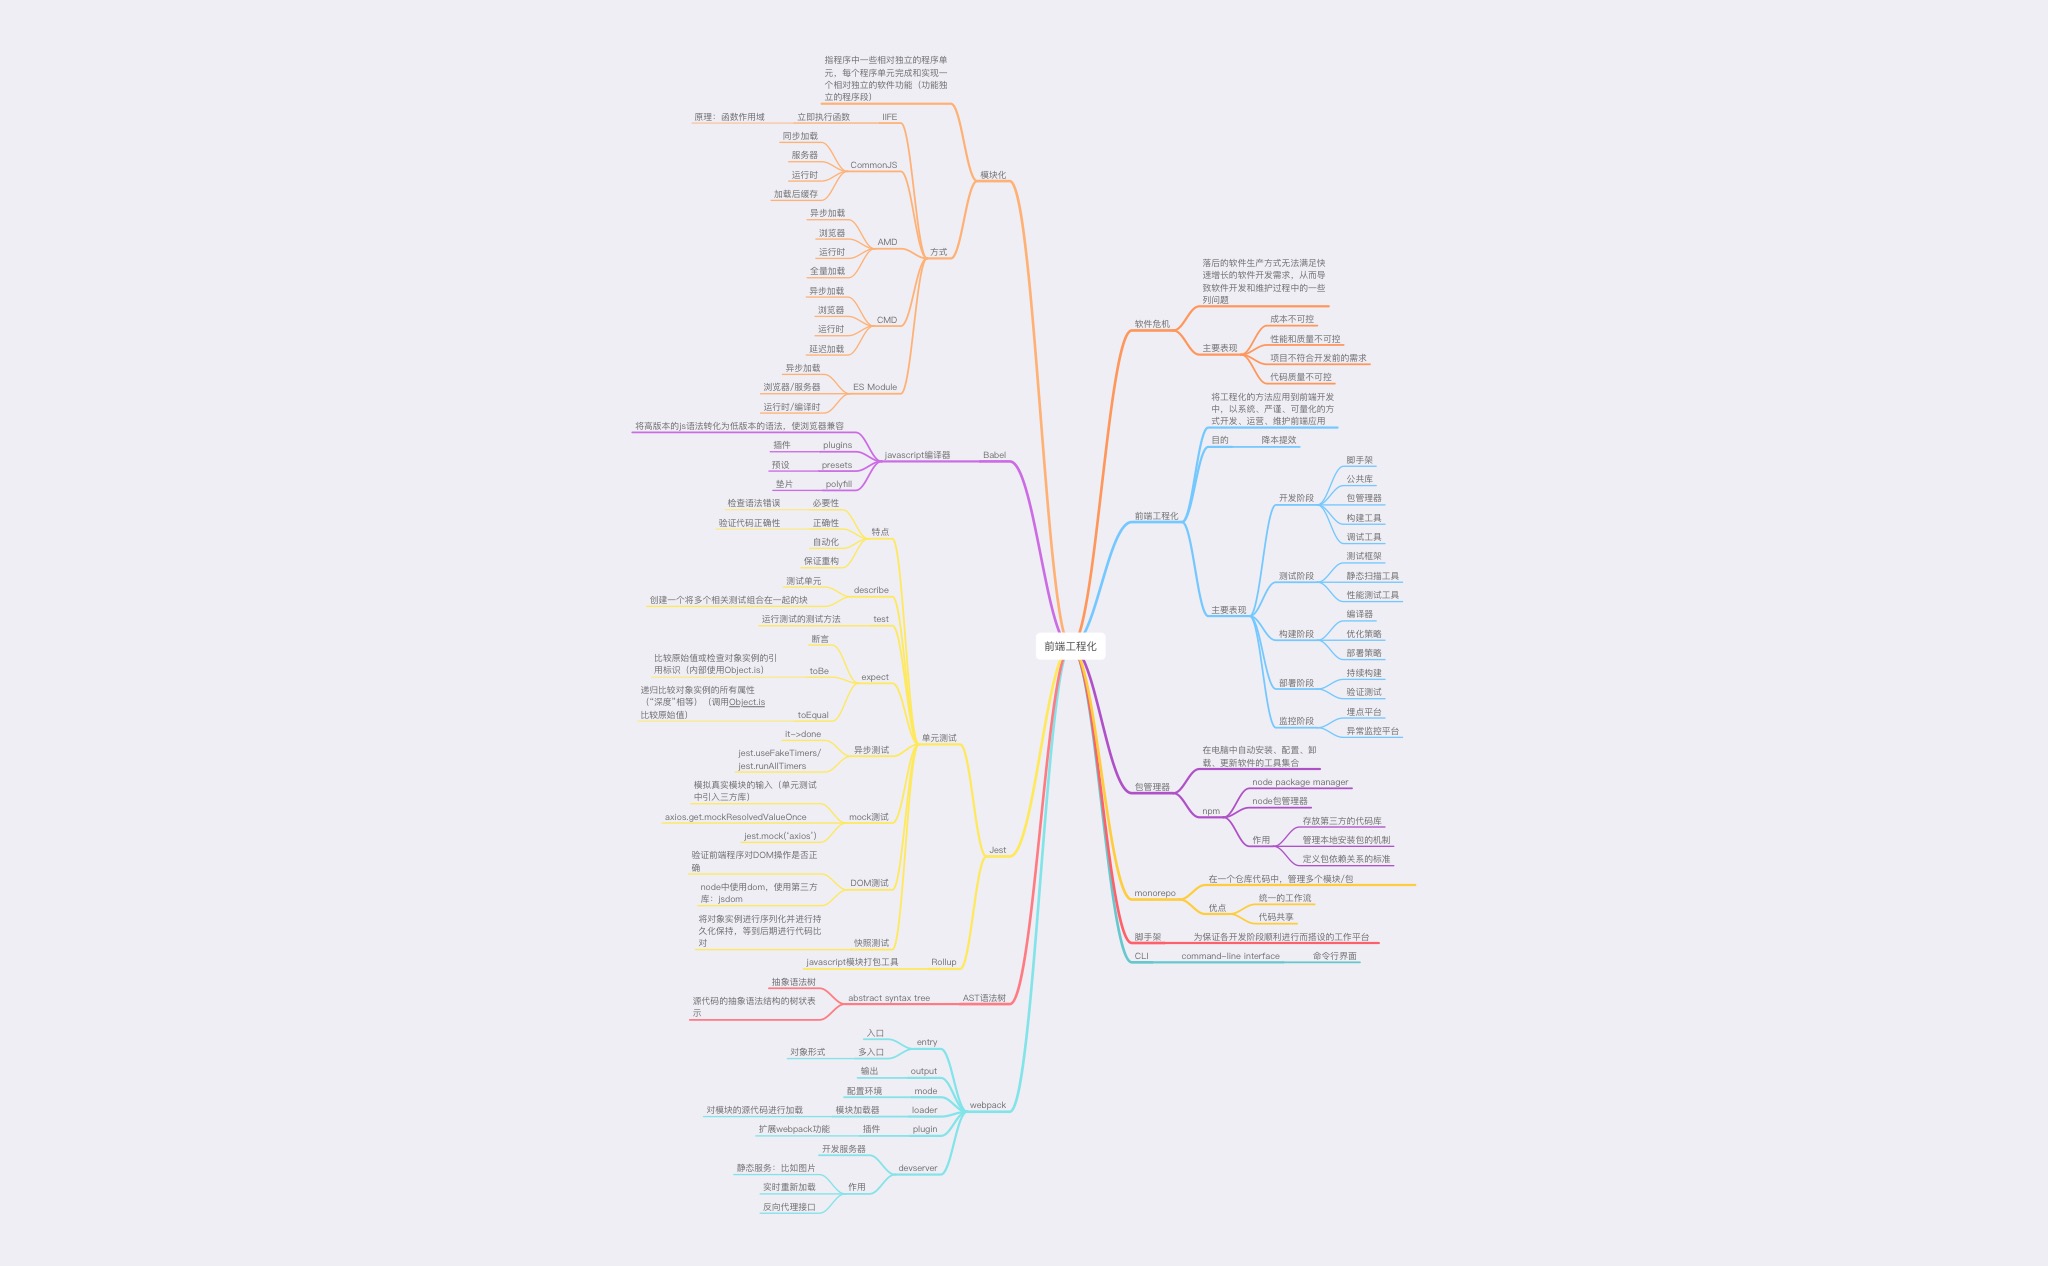 前端工程化
软件危机
落后的软件生产方式无法满足快
速增长的软件开发需求，从而导
致软件开发和维护过程中的一些
列问题
主要表现
成本不可控
性能和质量不可控
项目不符合开发前的需求
代码质量不可控
前端工程化
将工程化的方法应用到前端开发
中，以系统、严谨、可量化的方
式开发、运营、维护前端应用
目的
降本提效
主要表现
开发阶段
脚手架
公共库
包管理器
构建工具
调试工具
测试阶段
测试框架
静态扫描工具
性能测试工具
构建阶段
编译器
优化策略
部署策略
部署阶段
持续构建
验证测试
监控阶段
埋点平台
异常监控平台
包管理器
在电脑中自动安装、配置、卸
载、更新软件的工具集合
npm
node package manager
node包管理器
作用
存放第三方的代码库
管理本地安装包的机制
定义包依赖关系的标准
monorepo
在一个仓库代码中，管理多个模块/包
优点
统一的工作流
代码共享
脚手架
为保证各开发阶段顺利进行而搭设的工作平台
CLI
command-line interface
命令行界面
模块化
指程序中一些相对独立的程序单
元，每个程序单元完成和实现一
个相对独立的软件功能（功能独
立的程序段）
方式
IIFE
立即执行函数
原理：函数作用域
CommonJS
同步加载
服务器
运行时
加载后缓存
AMD
异步加载
浏览器
运行时
全量加载
CMD
异步加载
浏览器
运行时
延迟加载
ES Module
异步加载
浏览器/服务器
运行时/编译时
Babel
javascript编译器
将高版本的js语法转化为低版本的语法，使浏览器兼容
plugins
插件
presets
预设
polyfill
垫片
Jest
单元测试
特点
必要性
检查语法错误
正确性
验证代码正确性
自动化
保证重构
describe
测试单元
创建一个将多个相关测试组合在一起的块
test
运行测试的测试方法
expect
断言
toBe
比较原始值或检查对象实例的引
用标识（内部使用Object.is）
toEqual
递归比较对象实例的所有属性
（“深度”相等）（调用Object.is
比较原始值）
异步测试
it->done
jest.useFakeTimers/
jest.runAllTimers
mock测试
模拟真实模块的输入（单元测试
中引入三方库）
axios.get.mockResolvedValueOnce
jest.mock('axios')
DOM测试
验证前端程序对DOM操作是否正
确
node中使用dom，使用第三方
库：jsdom
快照测试
将对象实例进行序列化并进行持
久化保持，等到后期进行代码比
对
Rollup
javascript模块打包工具
AST语法树
abstract syntax tree
抽象语法树
源代码的抽象语法结构的树状表
示
webpack
entry
入口
多入口
对象形式
output
输出
mode
配置环境
loader
模块加载器
对模块的源代码进行加载
plugin
插件
扩展webpack功能
devserver
开发服务器
作用
静态服务：比如图片
实时重新加载
反向代理接口